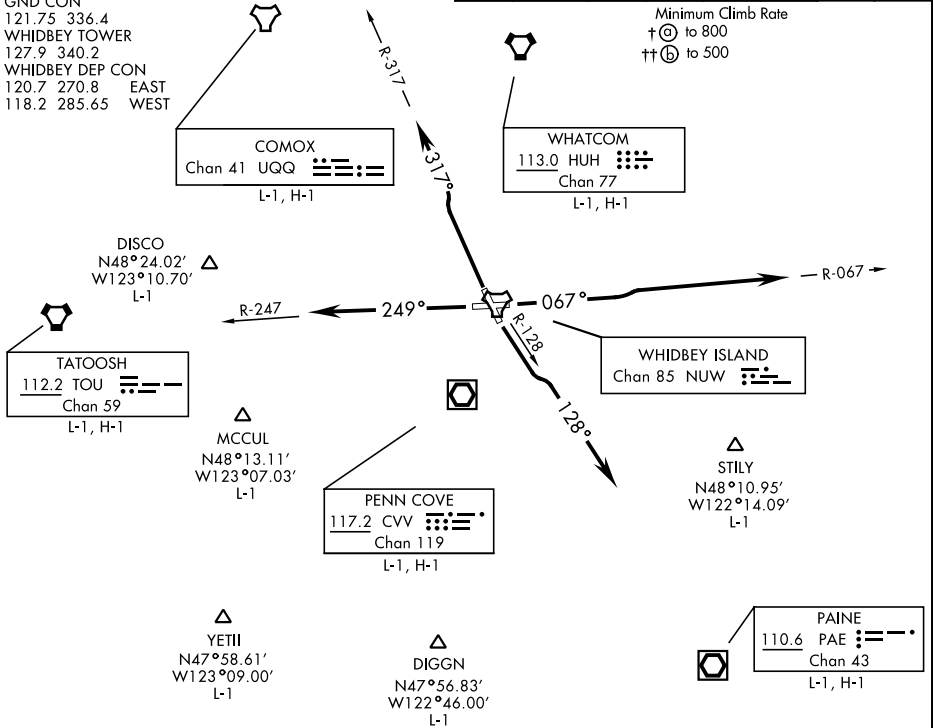 GND CON
121.75 336.4
WHIDBEY TOWER
127.9 340.2
WHIDBEY DEP CON
120.7 270.8 EAST
118.2 285.65 WEST
Minimum Climb Rate
† ⓐ to 800
†† ⓑ to 500
R-317
317°
COMOX
Chan 41 UQQ
L-1, H-1
WHATCOM
113.0 HUH
Chan 77
L-1, H-1
DISCO
N48°24.02'
W123°10.70'
L-1
R-247
249°
067°
R-067
R-128
128°
TATOOSH
112.2 TOU
Chan 59
L-1, H-1
WHIDBEY ISLAND
Chan 85 NUW
MCCUL
N48°13.11'
W123°07.03'
L-1
STILY
N48°10.95'
W122°14.09'
L-1
PENN COVE
117.2 CVV
Chan 119
L-1, H-1
YETII
N47°58.61'
W123°09.00'
L-1
DIGGN
N47°56.83'
W122°46.00'
L-1
PAINE
110.6 PAE
Chan 43
L-1, H-1